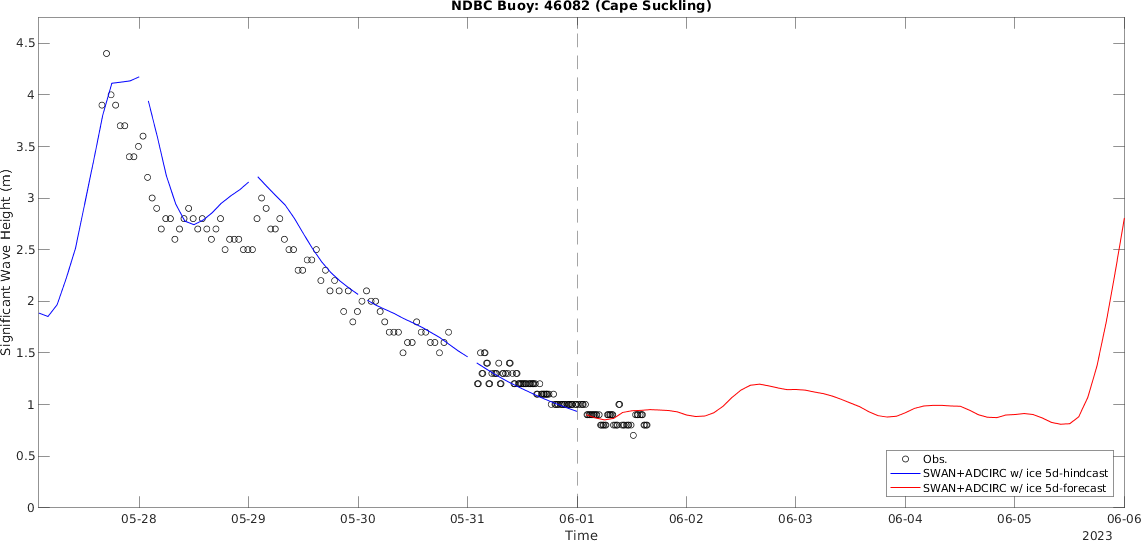 NDBC Buoy: 46082 (Cape Suckling)
4.5
4
3.5
3
2.5
2
1.5
1
0.5
0
Significant Wave Height (m)
Obs.
SWAN+ADCIRC w/ ice 5d-hindcast
SWAN+ADCIRC w/ ice 5d-forecast
05-28 05-29 05-30 05-31 06-01 06-02 06-03 06-04 06-05 06-06
Time
2023